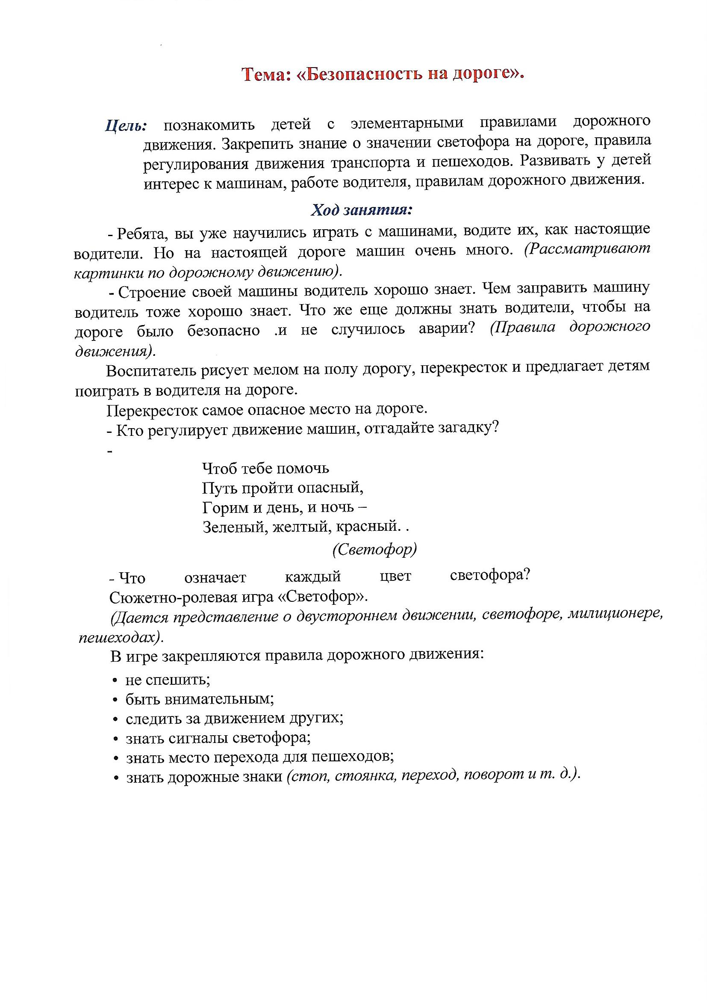 Тема: «Безопасность на дороге».
Цель: познакомить детей с элементарными правилами дорожного
движения. Закрепить знание о значении светофора на дороге, правила
регулирования движения транспорта и пешеходов. Развивать у детей
интерес к машинам, работе водителя, правилам дорожного движения.
Ход занятия:
- Ребята, вы уже научились играть с машинами, водите их, как настоящие
водители. Но на настоящей дороге машин очень много. (Рассматривают
картинки по дорожному движению).
- Строение своей машины водитель хорошо знает. Чем заправить машину
водитель тоже хорошо знает. Что же еще должны знать водители, чтобы на
дороге было безопасно .и не случилось аварии? (Правила дорожного
движения).
Воспитатель рисует мелом на полу дорогу, перекресток и предлагает детям
поиграть в водителя на дороге.
Перекресток самое опасное место на дороге.
- Кто регулирует движение машин, отгадайте загадку?
-
Чтоб тебе помочь
Путь пройти опасный,
Горим и день, и ночь –
Зеленый, желтый, красный. .
(Светофор)
- Что означает каждый цвет светофора?
Сюжетно-ролевая игра «Светофор».
(Дается представление о двустороннем движении, светофоре, милиционере,
пешеходах).
В игре закрепляются правила дорожного движения:
• не спешить;
• быть внимательным;
• следить за движением других;
• знать сигналы светофора;
• знать место перехода для пешеходов;
• знать дорожные знаки (стоп, стоянка, переход, поворот и т. д.).